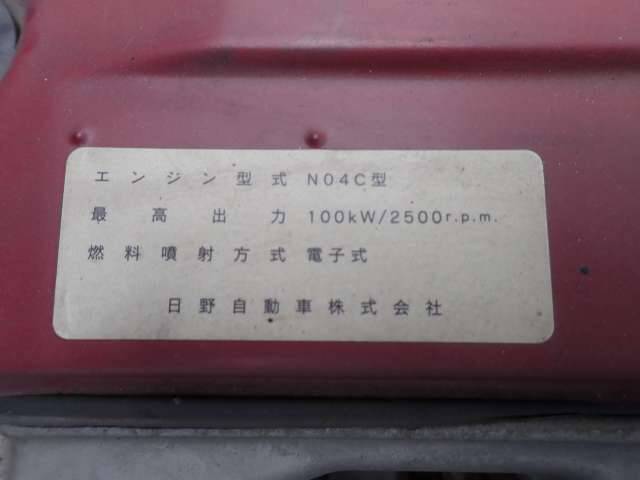 エンジン型式 N04C型
最高出力 100kW/2500r.p.m.
燃料噴射方式 電子式
日野自動車株式会社